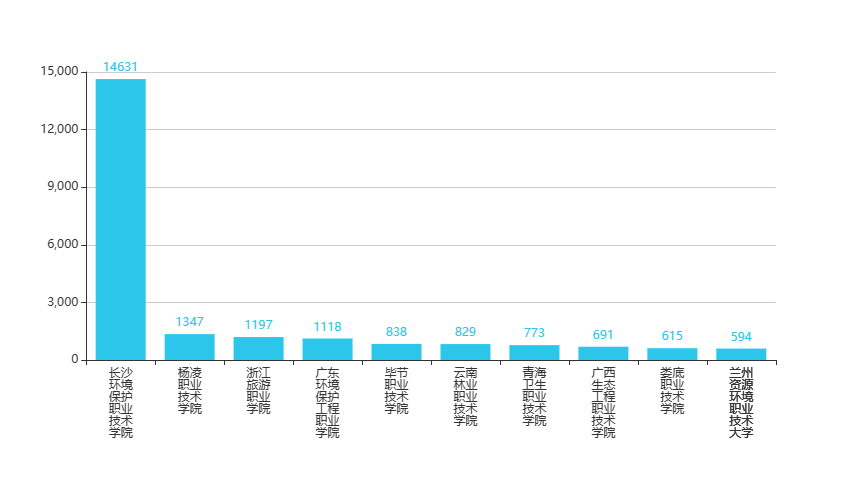 15,000
12,000
9,000
6,000
3,000
0
14631
1347
1197
1118
838
829
773
691
615
594
长沙
环境
保护
职业
技术
学院
杨凌
职业
技术
学院
浙江
旅游
职业
学院
广东
环境
保护
工程
职业
学院
毕节
职业
技术
学院
云南
林业
职业
技术
学院
青海
卫生
职业
技术
学院
广西
生态
工程
职业
技术
学院
娄底
职业
技术
学院
兰州
资源
环境
职业
技术
大学